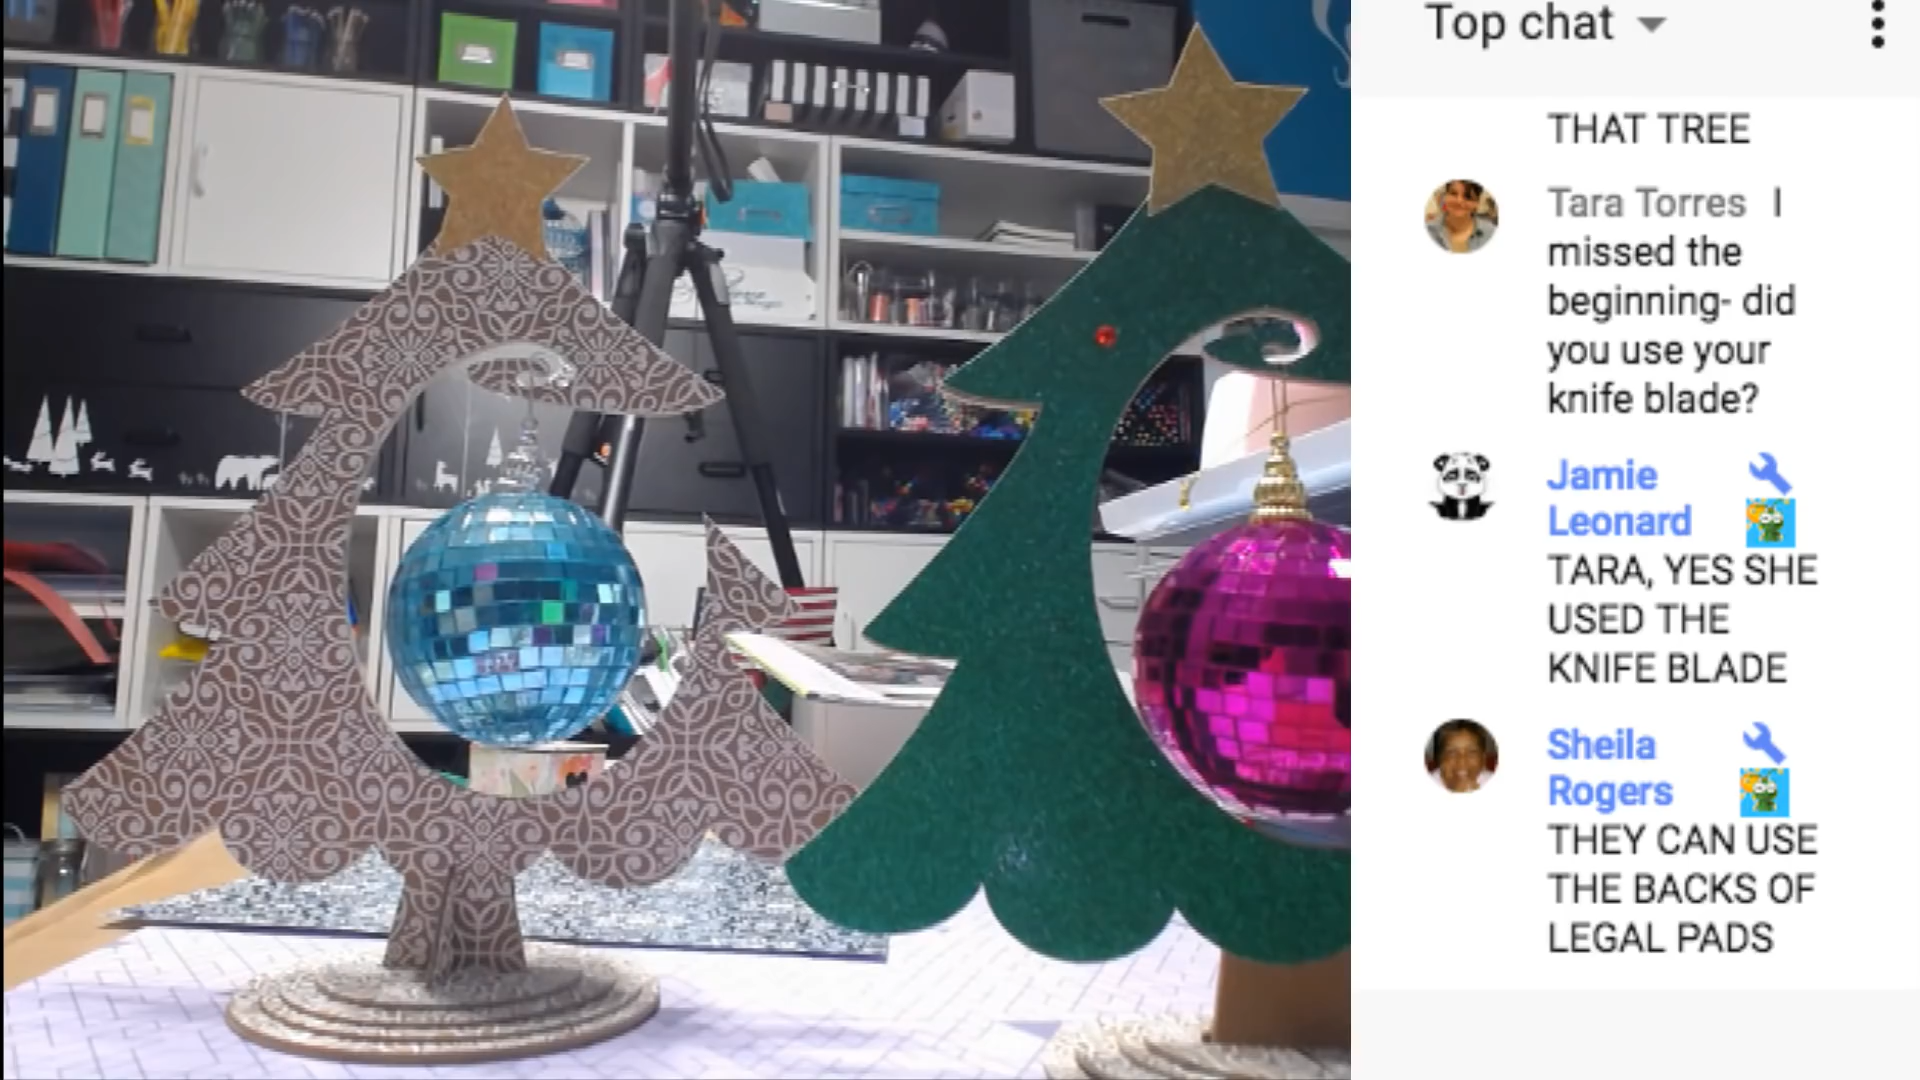 Top chat
THAT TREE
Tara Torres I
missed the
beginning- did
you use your
knife blade?
Jamie
Leonard
TARA, YES SHE
USED THE
KNIFE BLADE
Sheila
Rogers
THEY CAN USE
THE BACKS OF
LEGAL PADS